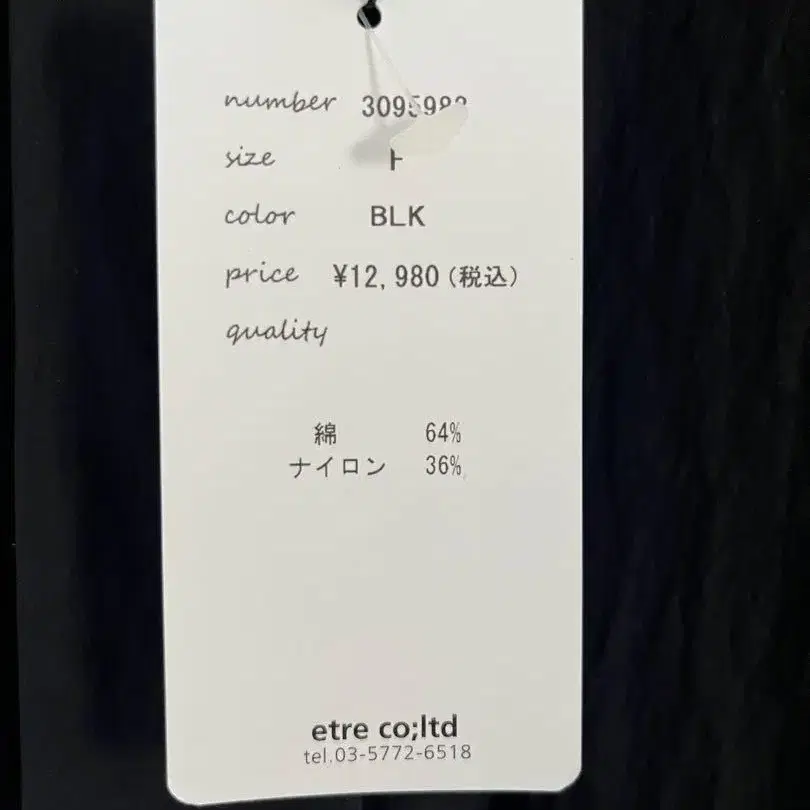 number
size
color BLK
price ¥12,980(税込)
quality
綿 64%
ナイロン 36%
etre co;ltd
tel.03-5772-6518